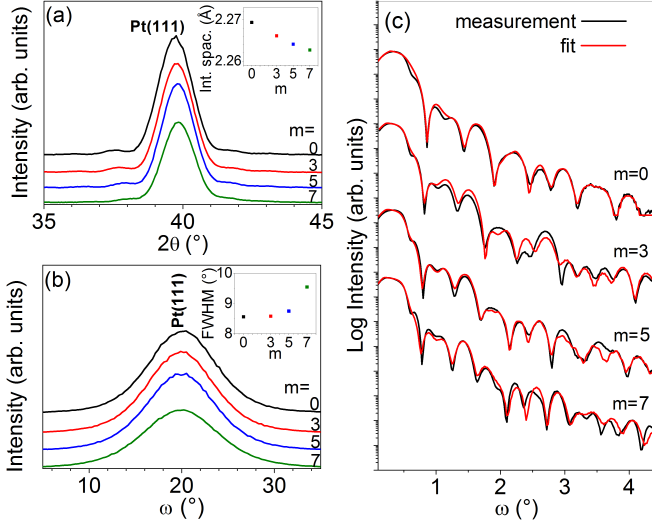 (a)
Pt(111)
Int. spac. (Å)
2.27
2.26
0 3 5 7
m
m=
0
3
5
7
Intensity (arb. units)
35 40 45
2θ (°)
(b)
Pt(111)
FWHM (°)
10
9
8
0 3 5 7
m
m=
0
3
5
7
Intensity (arb. units)
10 20 30
ω (°)
(c)
measurement
fit
m=0
m=3
m=5
m=7
Log Intensity (arb. units)
1 2 3 4
ω (°)